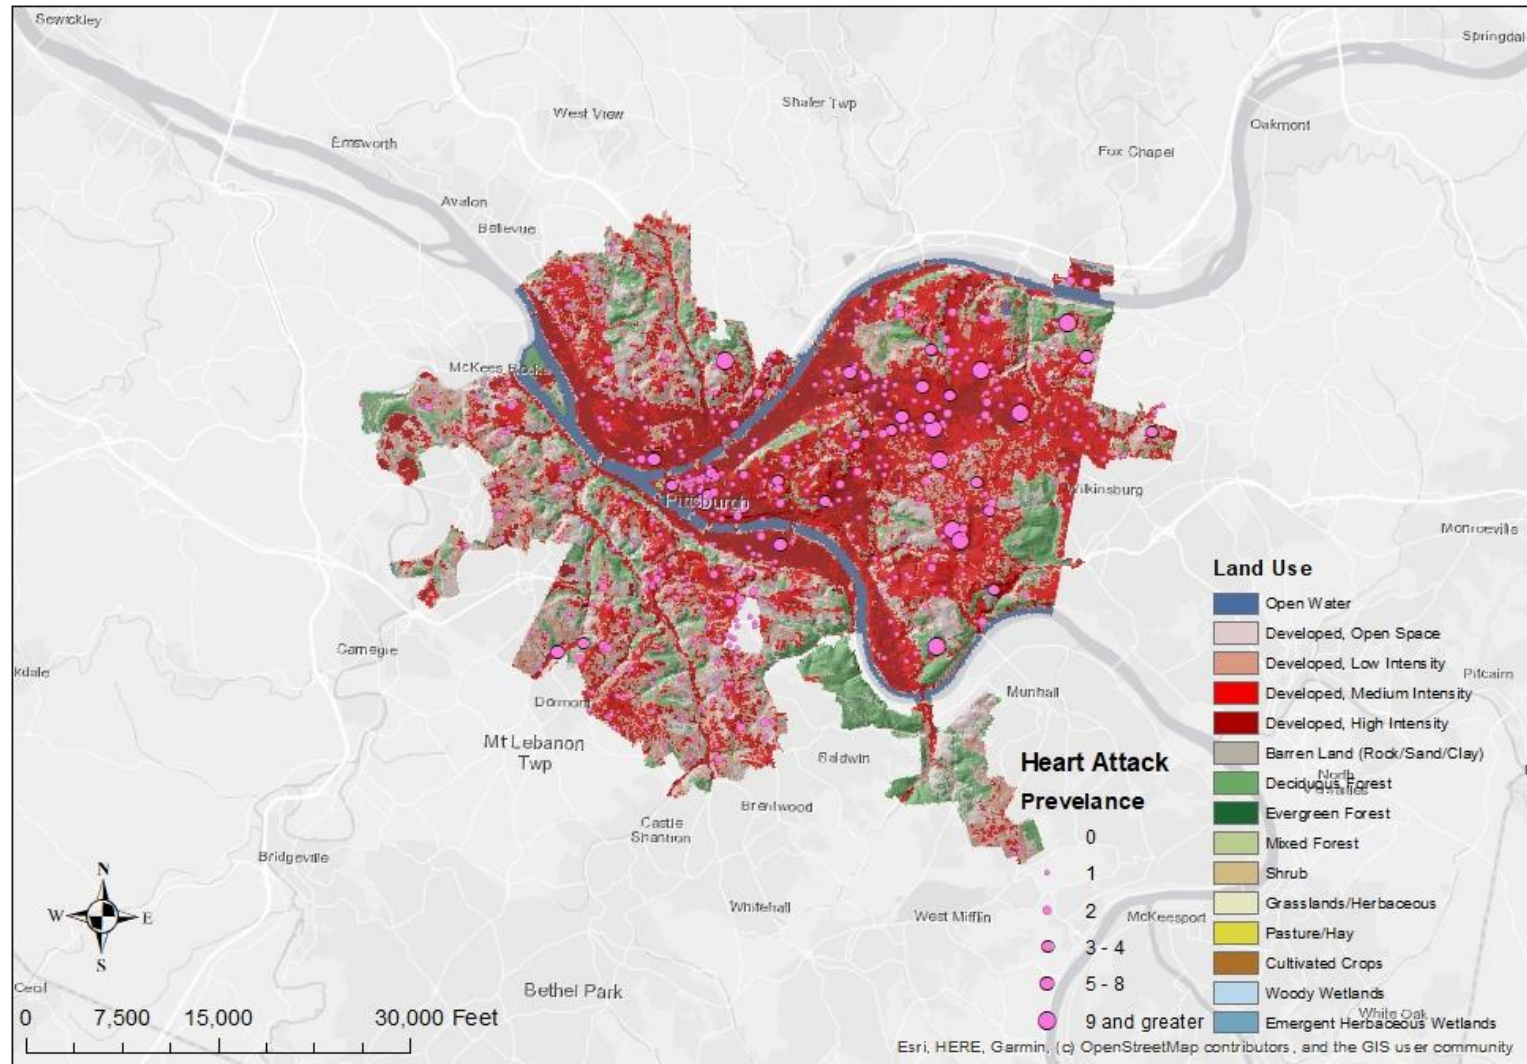 Sewickley
Springdal
West View
Shaler Twp
Oakmont
Emsworth
Fox Chapel
Avalon
Bellevue
McKees Rocks
Pittsburgh
Wilkinsburg
Monroeville
Carnegie
kdale
Pitcairn
Munhall
Dormont
Mt Lebanon
Twp
Baldwin
Brentwood
Castle
Shannon
Bridgeville
Whitehall
West Mifflin
McKeesport
North
Versailles
White Oak
Bethel Park
Cecil
N
W
E
S
0
7,500
15,000
30,000 Feet
Heart Attack
Prevelance
0
1
2
3 - 4
5 - 8
9 and greater
Land Use
Open Water
Developed, Open Space
Developed, Low Intensity
Developed, Medium Intensity
Developed, High Intensity
Barren Land (Rock/Sand/Clay)
Deciduous Forest
Evergreen Forest
Mixed Forest
Shrub
Grasslands/Herbaceous
Pasture/Hay
Cultivated Crops
Woody Wetlands
Emergent Herbaceous Wetlands
Esri, HERE, Garmin, (c) OpenStreetMap contributors, and the GIS user community